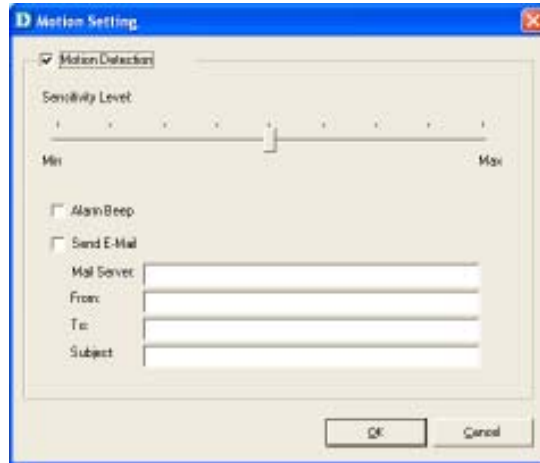 D Motion Setting
Motion Detection
Sensitivity Level:
Min Max
Alarm Beep
Send E-Mail
Mail Server:
From:
To:
Subject:
OK Cancel